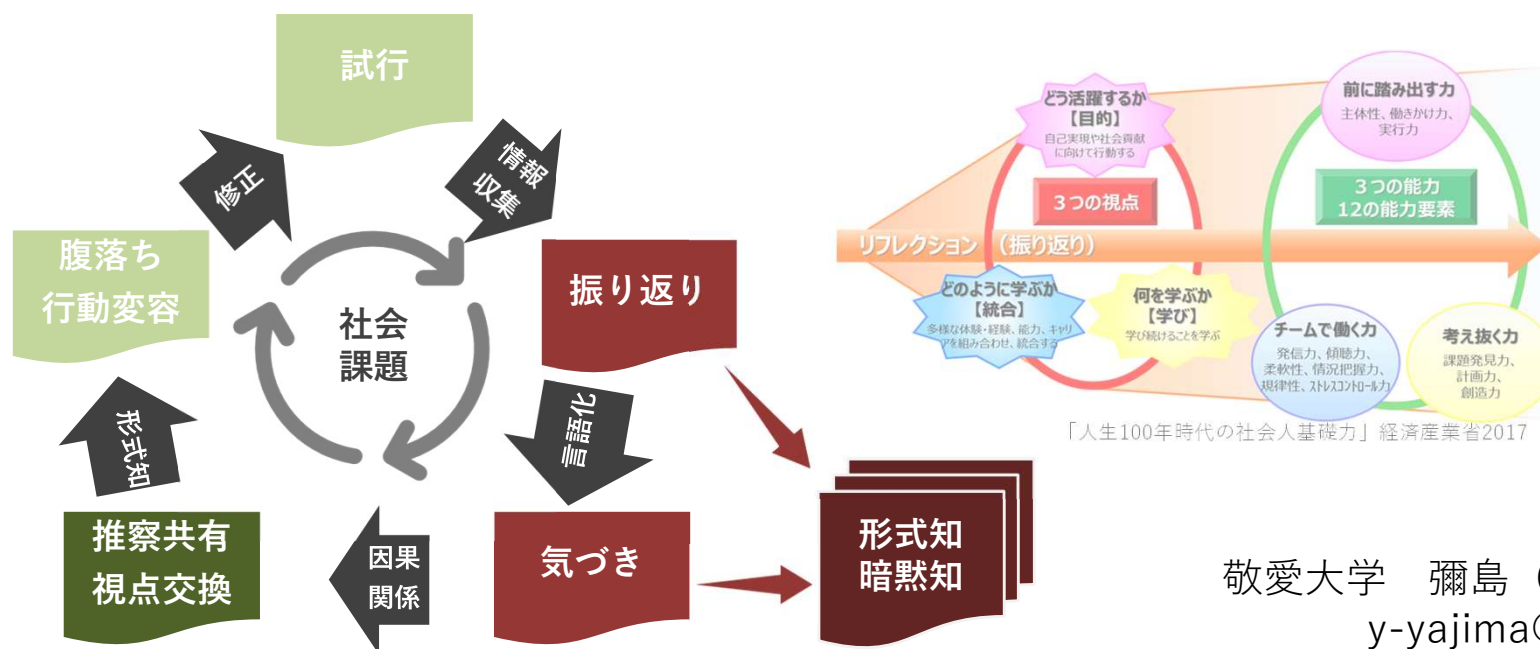 試行
情報
収集
修正
腹落ち
行動変容
社会
課題
振り返り
言語化
形式知
推察共有
視点交換
因果
関係
気づき
形式知
暗黙知
どう活躍するか
【目的】
自己実現や社会貢献
に向けて行動する
3つの視点
リフレクション （振り返り）
どのように学ぶか
【統合】
多様な体験・経験、能力、キャリ
アを組み合わせ、統合する
何を学ぶか
【学び】
学び続けることを学ぶ
前に踏み出す力
主体性、働きかけ力、
実行力
3つの能力
12の能力要素
チームで働く力
発信力、傾聴力、
柔軟性、情況把握力、
規律性、ストレスコントロール力
考え抜く力
課題発見力、
計画力、
創造力
「人生100年時代の社会人基礎力」経済産業省2017
敬愛大学 彌島（
y-yajima@